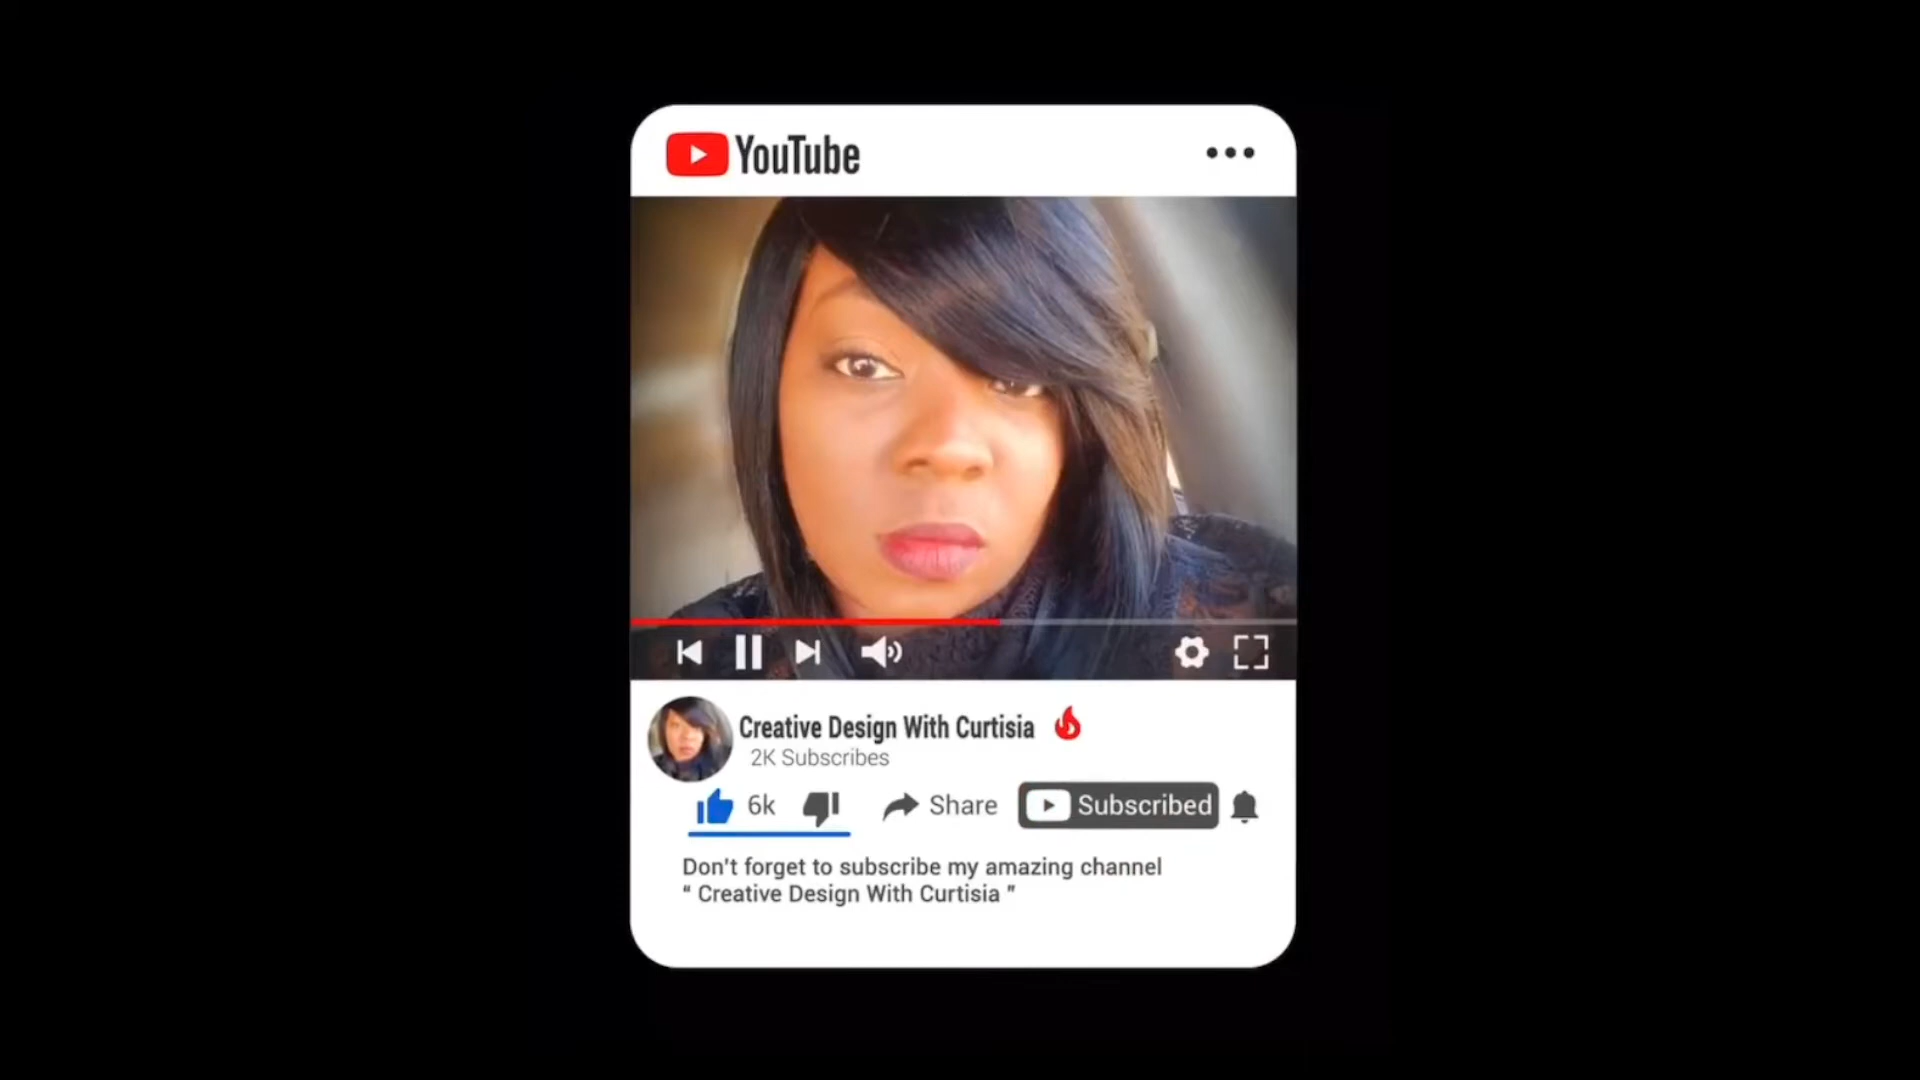 YouTube
Creative Design With Curtisia
2K Subscribes
6k Share Subscribed
Don't forget to subscribe my amazing channel
“ Creative Design With Curtisia ”